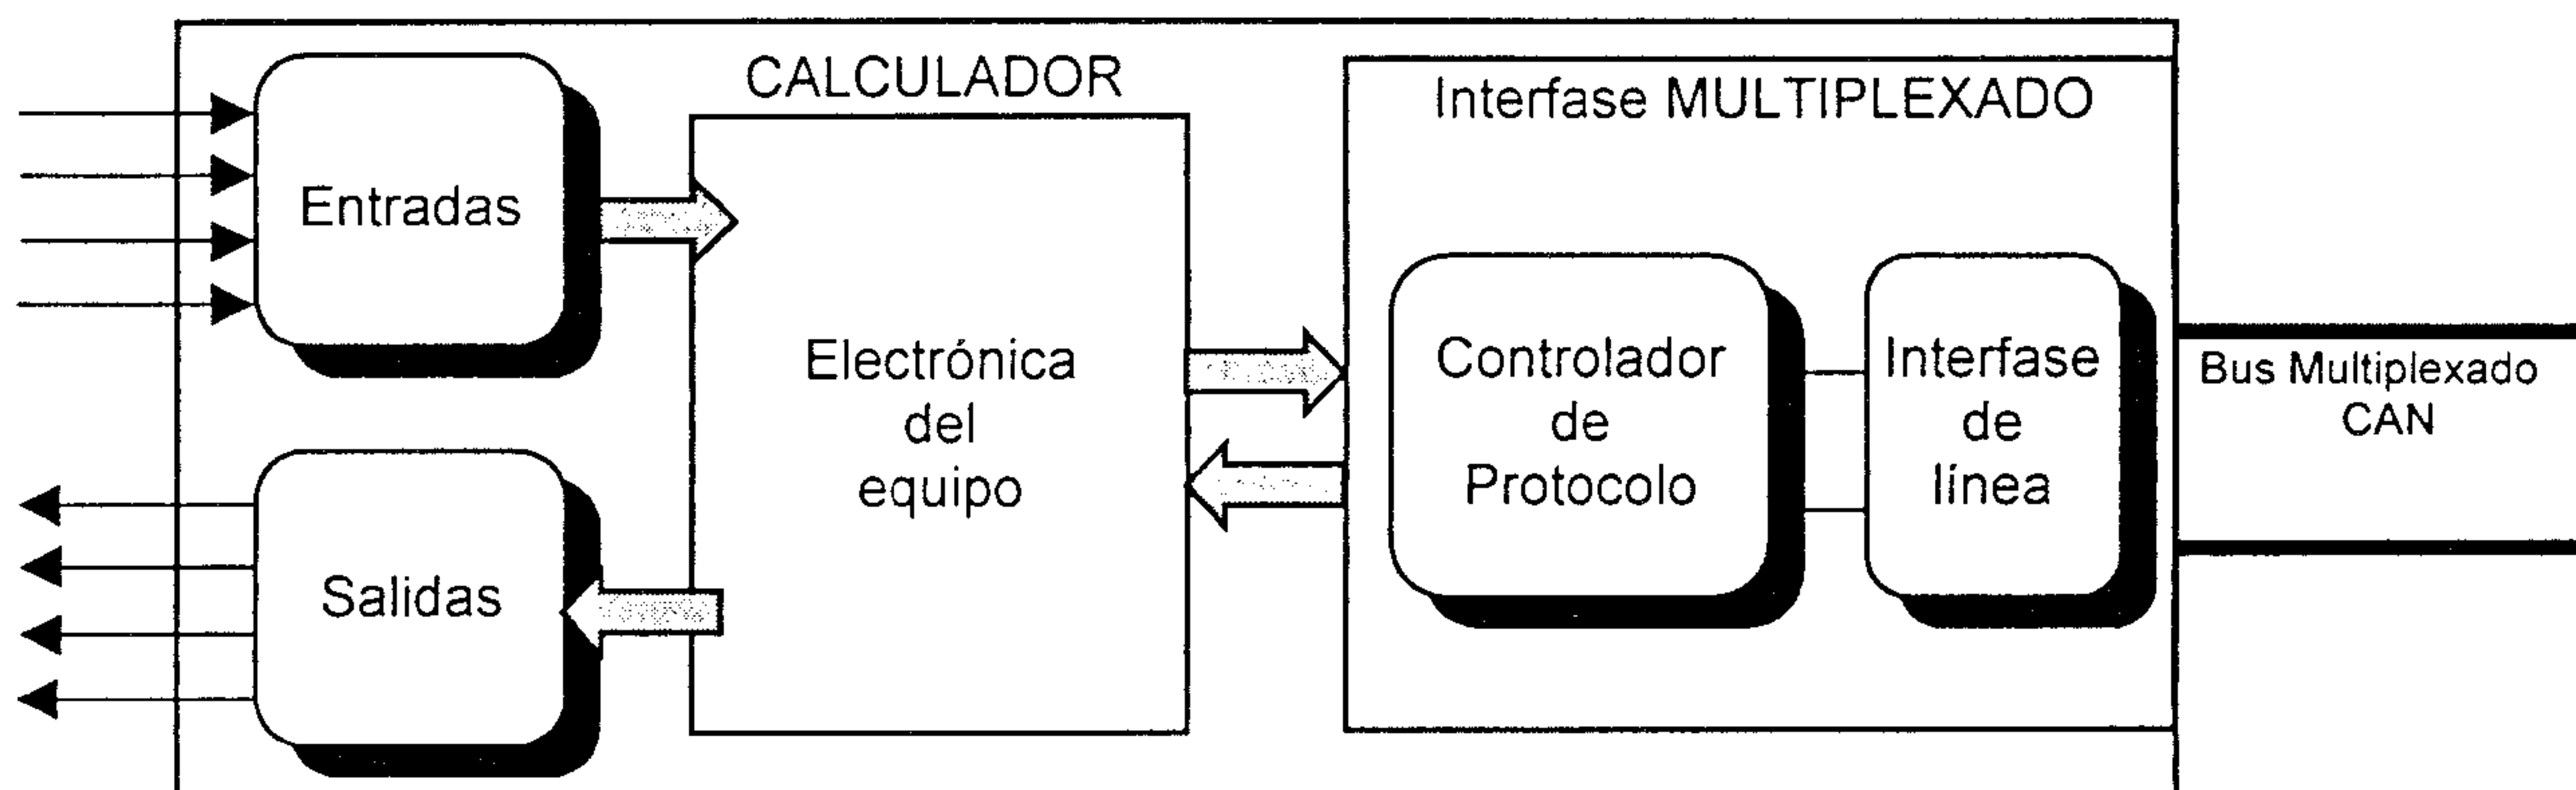 CALCULADOR
Interfase MULTIPLEXADO
Entradas
Electrónica
del
equipo
Controlador
de
Protocolo
Interfase
de
línea
Bus Multiplexado
CAN
Salidas